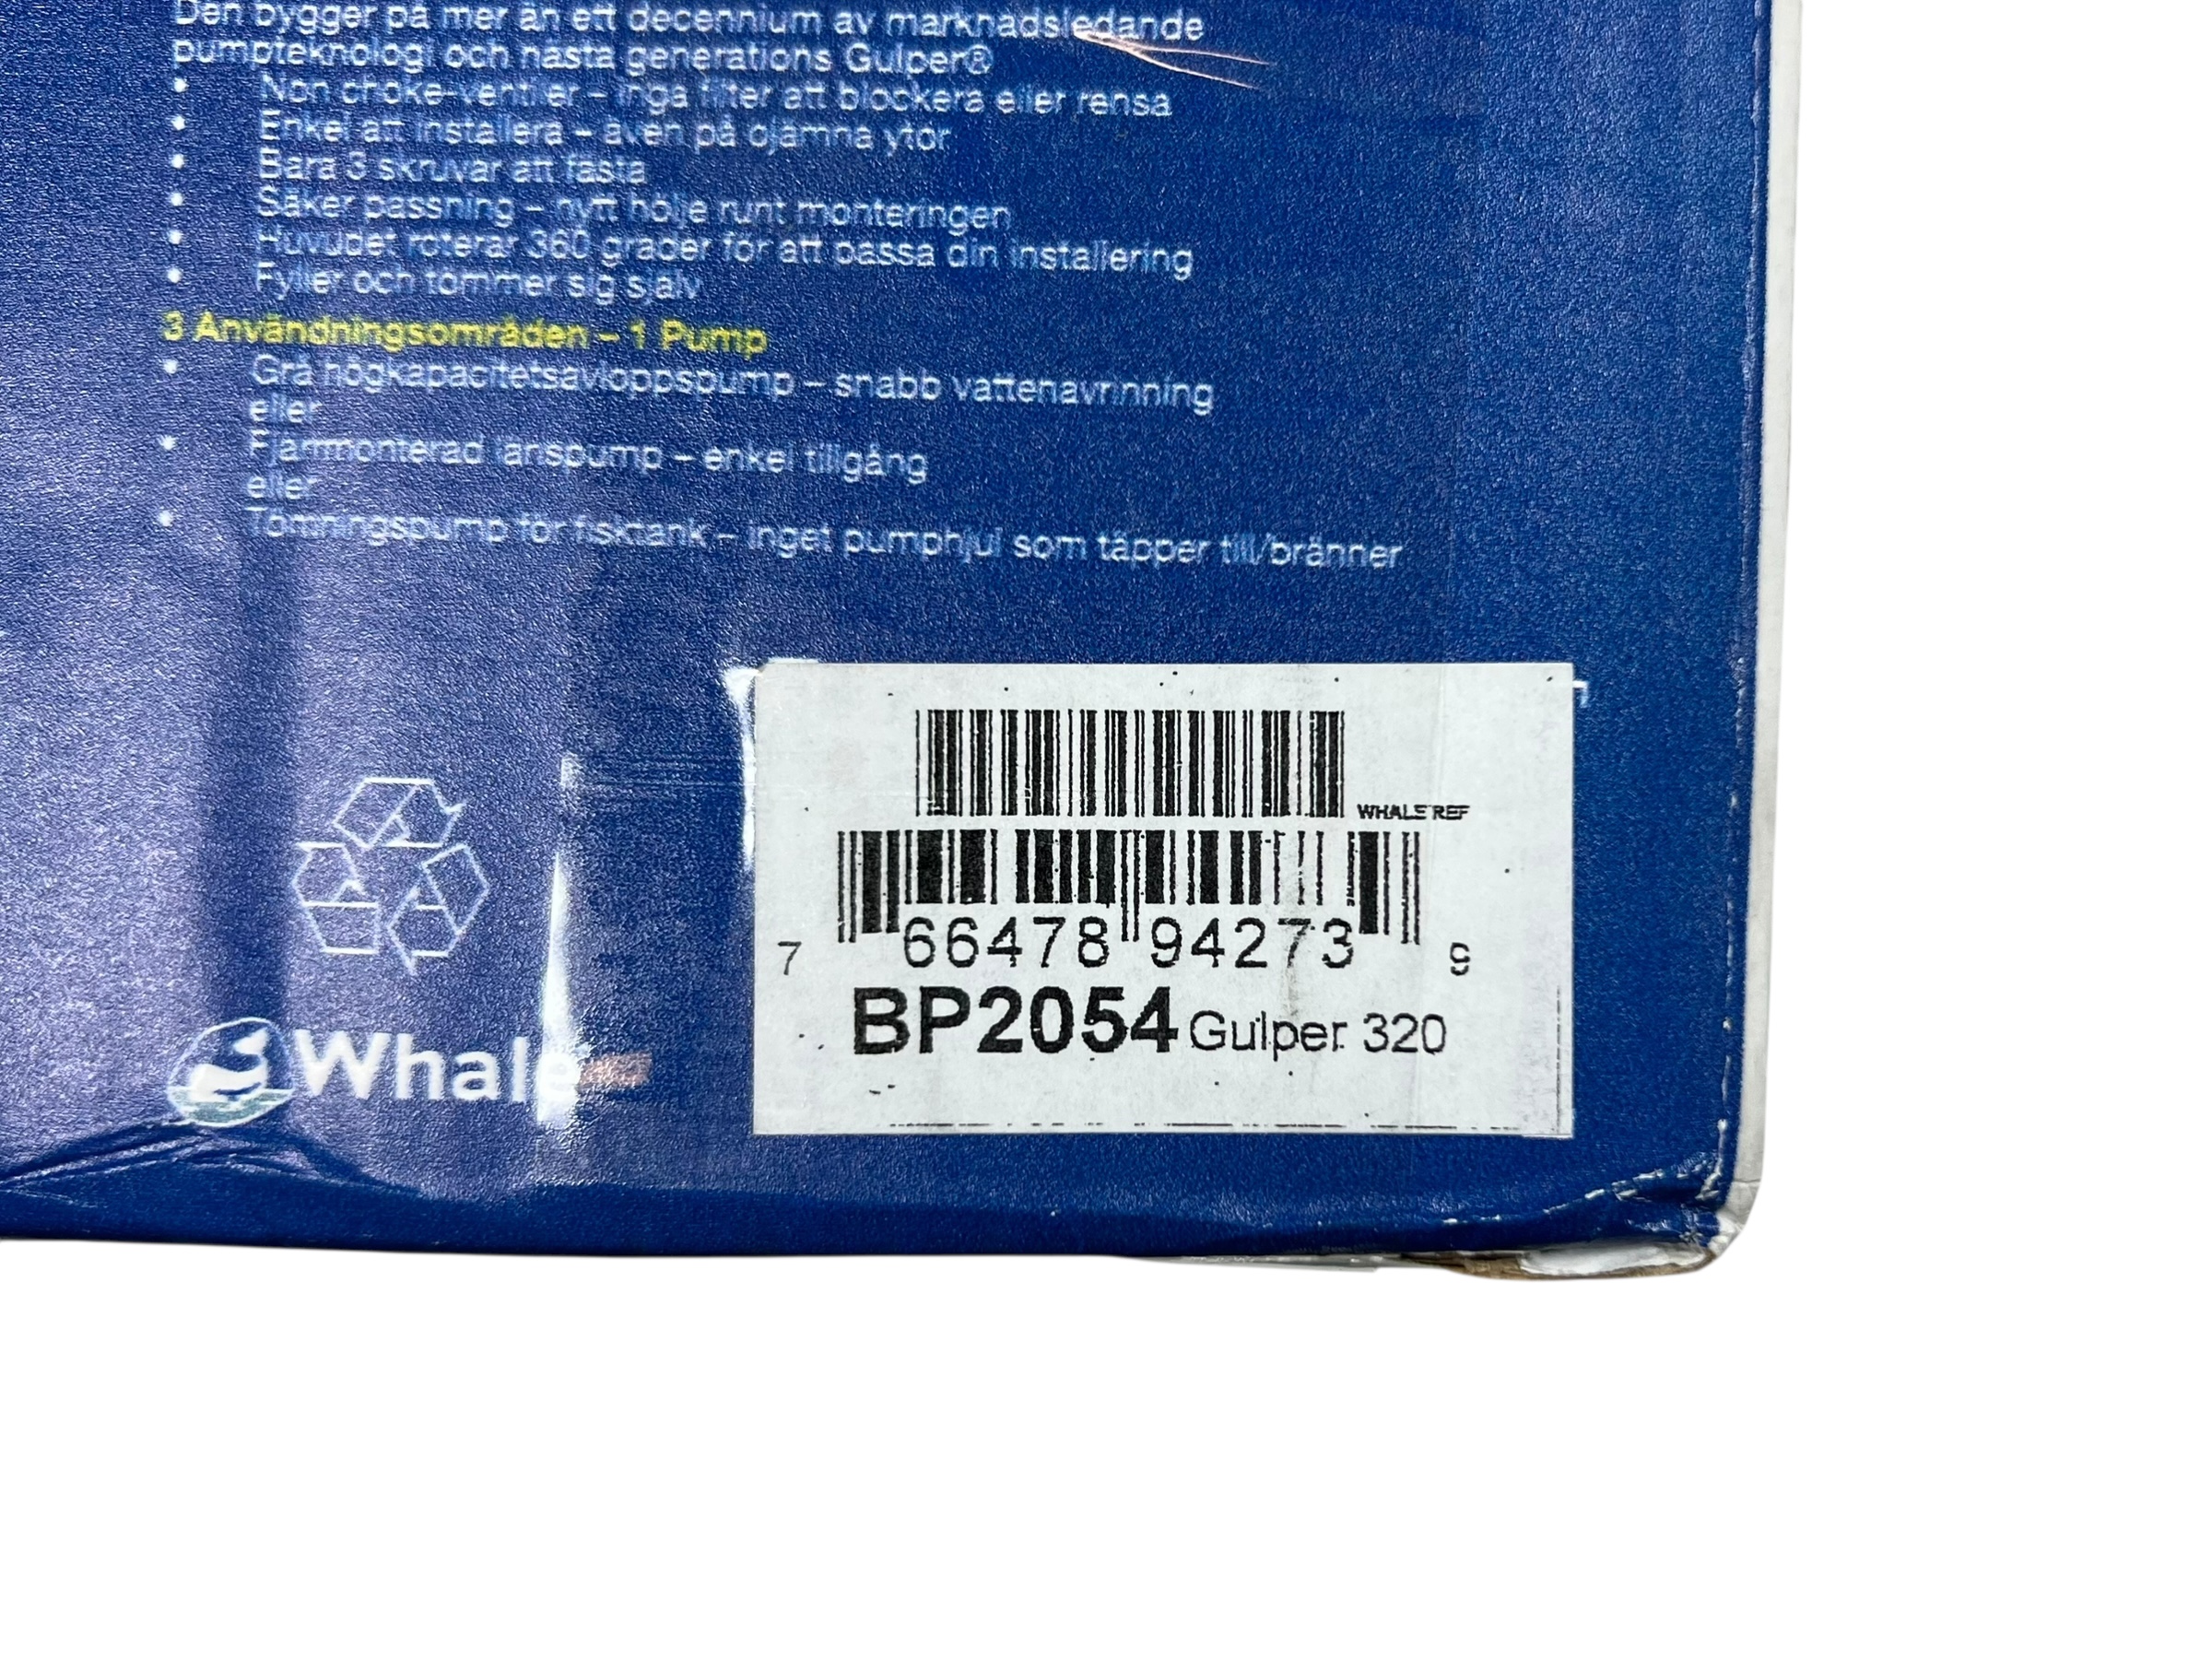 Den bygger på mer än ett decennium av marknadsledande
pumpteknologi och nästa generations Gulper®
• Non choke-ventiler – inga filter att blockera eller rensa
• Enkel att installera – även på ojämna ytor
• Bara 3 skruvar att fästa
• Säker passning – nytt hölje runt monteringen
• Huvudet roterar 360 grader för att passa din installering
• Fyller och tömmer sig själv
3 Användningsområden – 1 Pump
• Grå högkapacitetsavloppspump – snabb vattenavrinning
eller
• Fjärrmonterad länspump – enkel tillgång
eller
• Tömningspump för fisktank – inget pumphjul som täpper till/bränner
WHALE REF
7 66478 94273 9
BP2054 Gulper 320
Whale